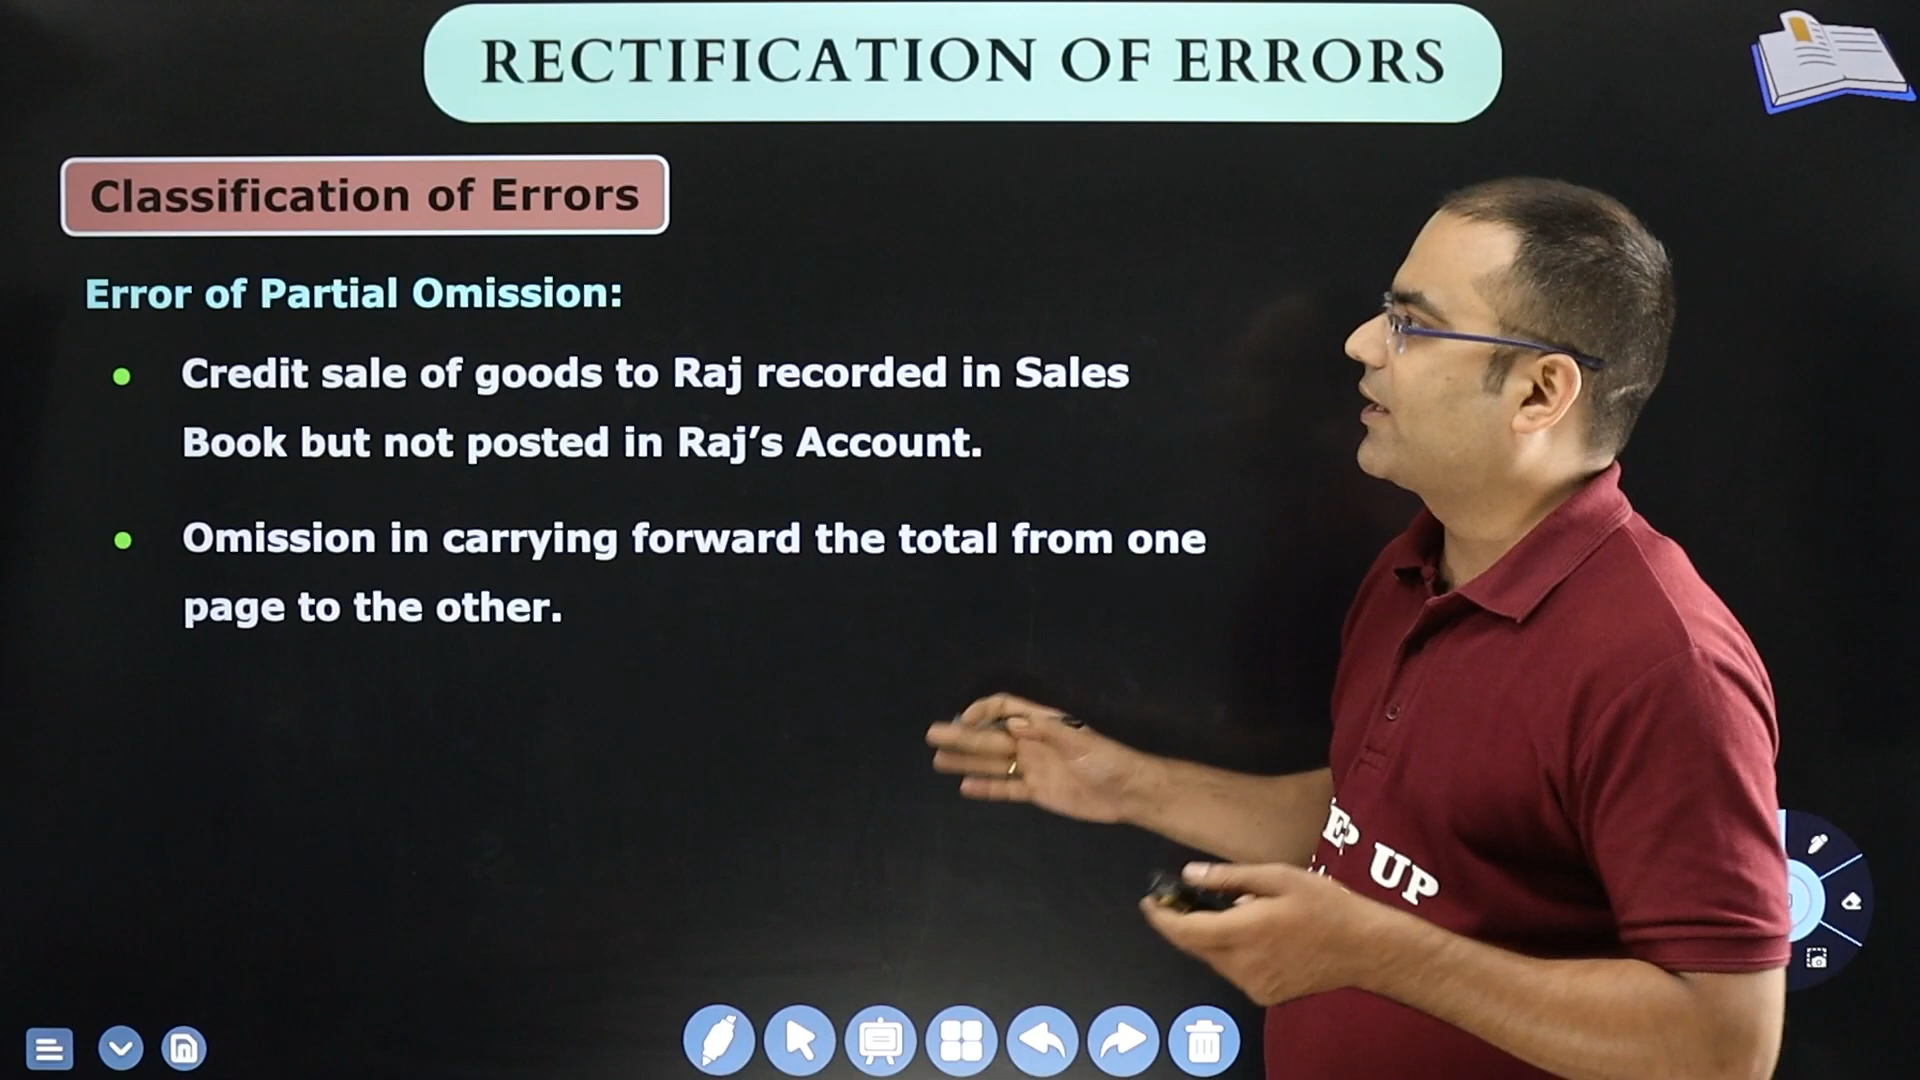 RECTIFICATION OF ERRORS
Classification of Errors
Error of Partial Omission:
• Credit sale of goods to Raj recorded in Sales
Book but not posted in Raj’s Account.
• Omission in carrying forward the total from one
page to the other.
UP